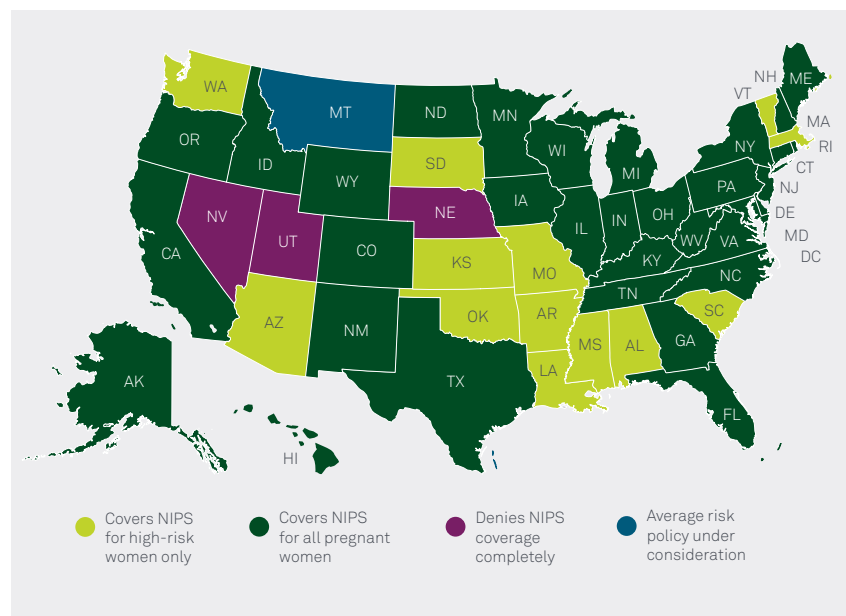 WA
MT
ND
MN
OR
ID
WY
SD
WI
MI
NH
ME
VT
MA
NY
RI
CT
NV
UT
CO
NE
IA
IL
IN
OH
PA
NJ
DE
MD
DC
CA
KS
MO
KY
WV
VA
NC
AZ
NM
OK
AR
TN
SC
TX
LA
MS
AL
GA
FL
AK
HI
Covers NIPS
for high-risk
women only
Covers NIPS
for all pregnant
women
Denies NIPS
coverage
completely
Average risk
policy under
consideration